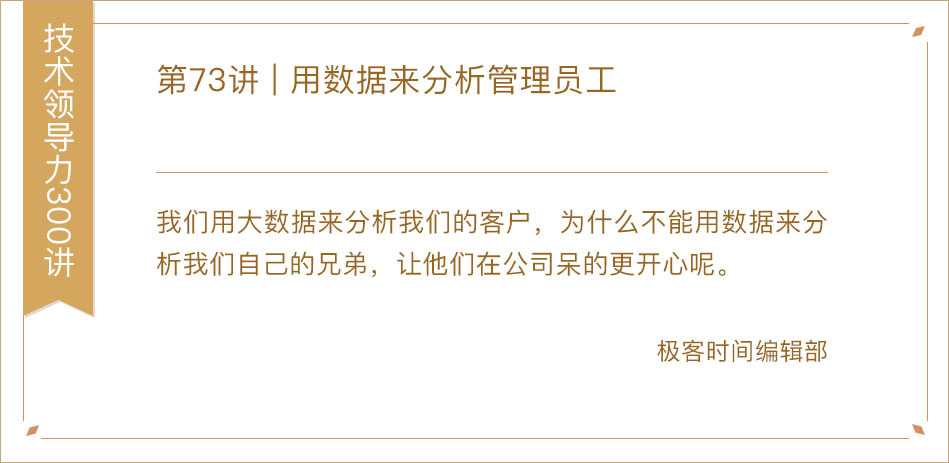 技术领导力300讲
第73讲 | 用数据来分析管理员工
我们用大数据来分析我们的客户，为什么不能用数据来分
析我们自己的兄弟，让他们在公司呆的更开心呢。
极客时间编辑部